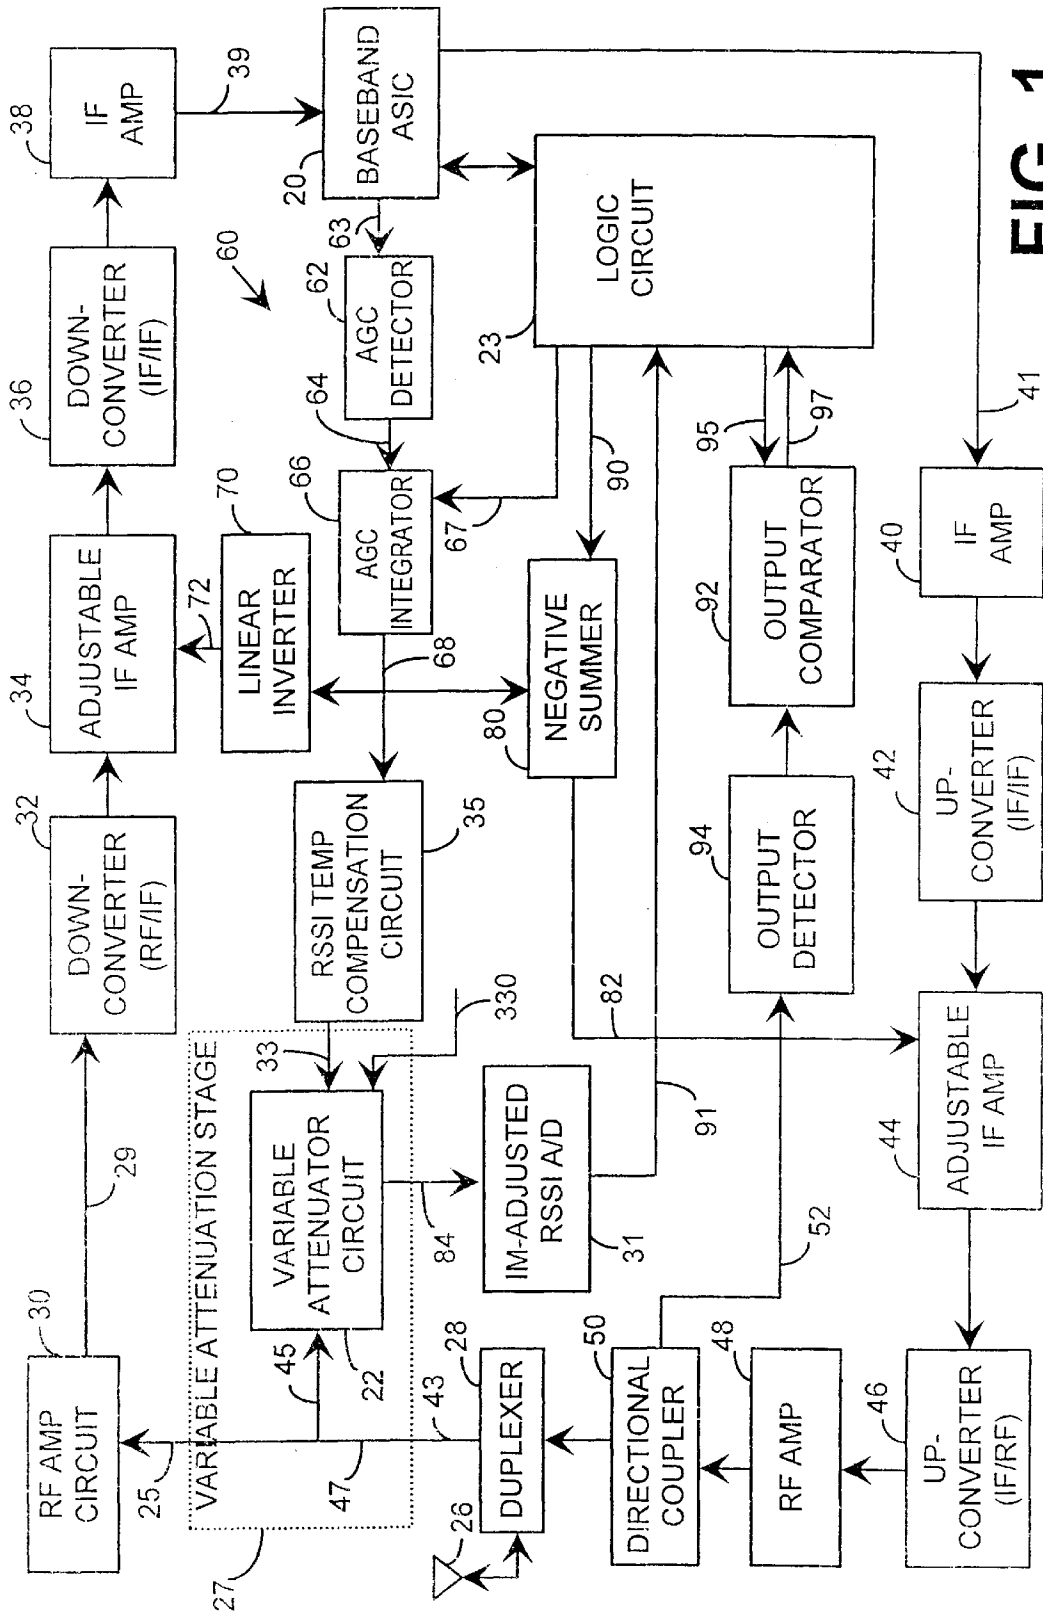 FIG. 1
RF AMP
CIRCUIT
30
29
DOWN-
CONVERTER
(RF/IF)
32
ADJUSTABLE
IF AMP
34
DOWN-
CONVERTER
(IF/IF)
36
IF
AMP
38
39
25
VARIABLE ATTENUATION STAGE
27
47
45
VARIABLE
ATTENUATOR
CIRCUIT
22
33
330
84
RSSI TEMP
COMPENSATION
CIRCUIT
35
LINEAR
INVERTER
70
72
68
AGC
INTEGRATOR
66
67
64
AGC
DETECTOR
62
63
60
BASEBAND
ASIC
20
26
DUPLEXER
28
43
IM-ADJUSTED
RSSI A/D
31
91
NEGATIVE
SUMMER
80
82
90
LOGIC
CIRCUIT
23
DIRECTIONAL
COUPLER
50
52
OUTPUT
DETECTOR
94
OUTPUT
COMPARATOR
92
95
97
RF AMP
48
UP-
CONVERTER
(IF/RF)
46
ADJUSTABLE
IF AMP
44
UP-
CONVERTER
(IF/IF)
42
IF
AMP
40
41